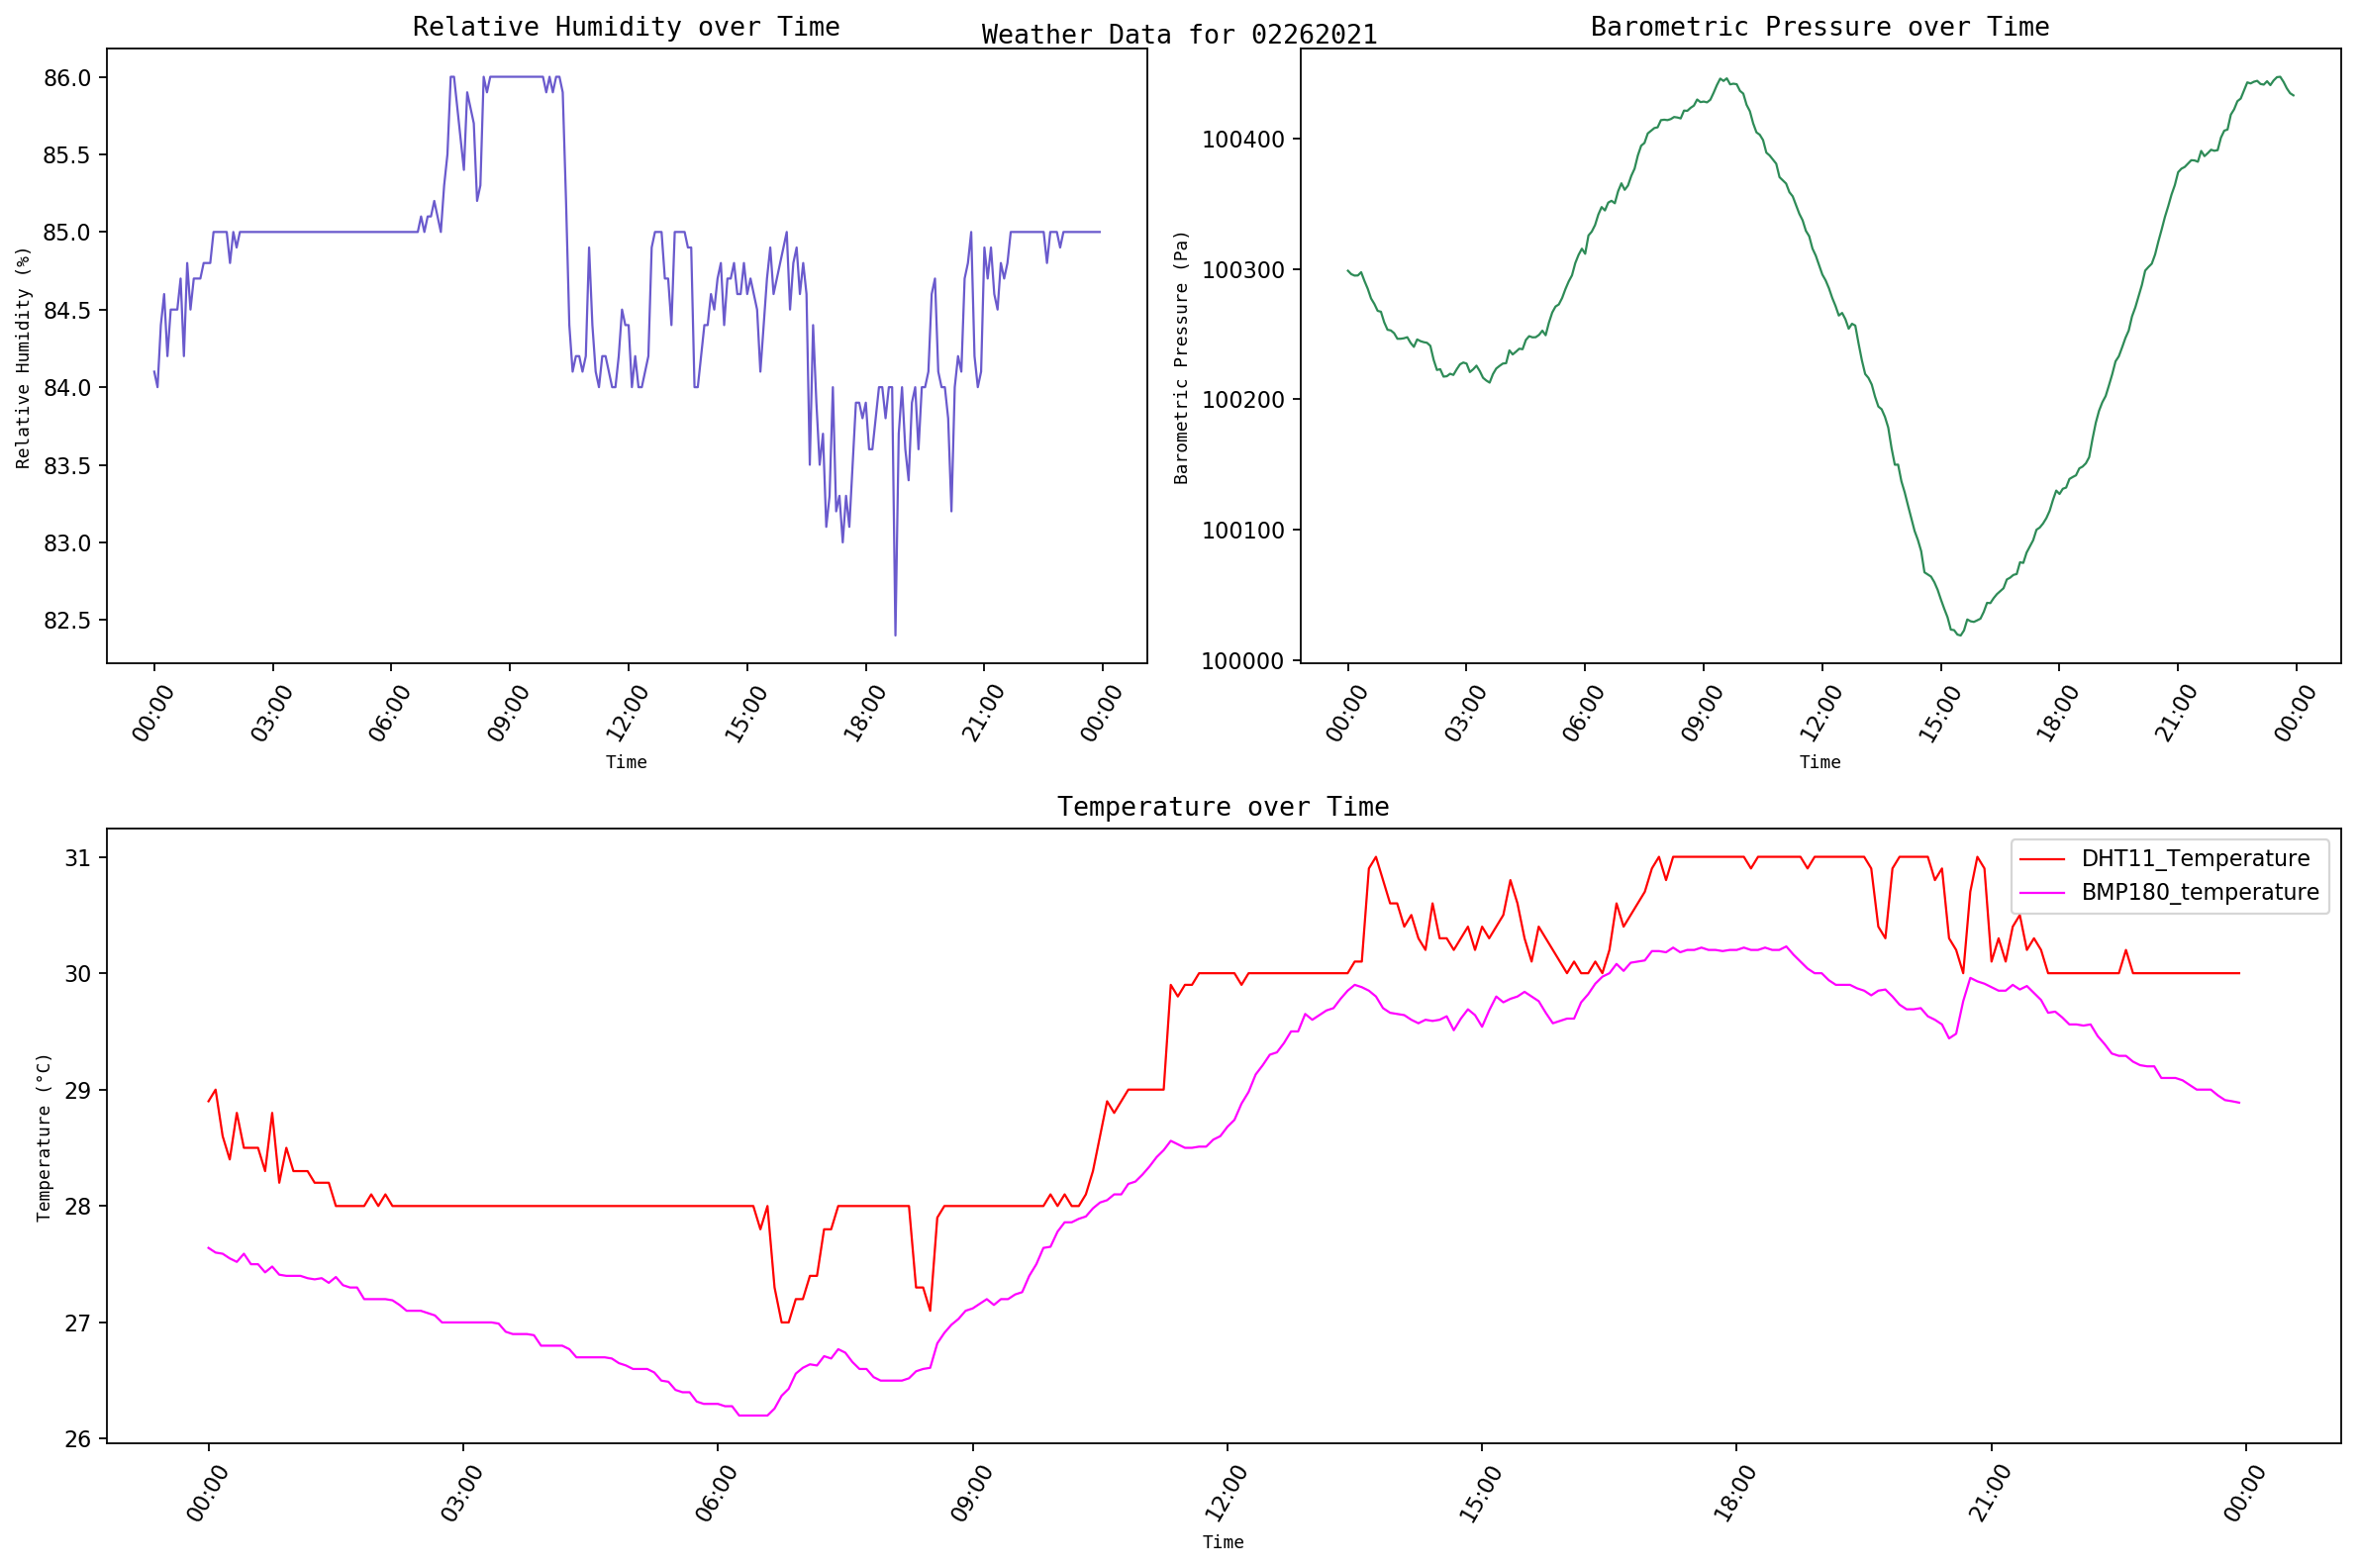 Weather Data for 02262021
Relative Humidity over Time
Relative Humidity (%)
86.0
85.5
85.0
84.5
84.0
83.5
83.0
82.5
00:00 03:00 06:00 09:00 12:00 15:00 18:00 21:00 00:00
Time
Barometric Pressure over Time
Barometric Pressure (Pa)
100400
100300
100200
100100
100000
00:00 03:00 06:00 09:00 12:00 15:00 18:00 21:00 00:00
Time
Temperature over Time
Temperature (°C)
31
30
29
28
27
26
DHT11_Temperature
BMP180_temperature
00:00 03:00 06:00 09:00 12:00 15:00 18:00 21:00 00:00
Time